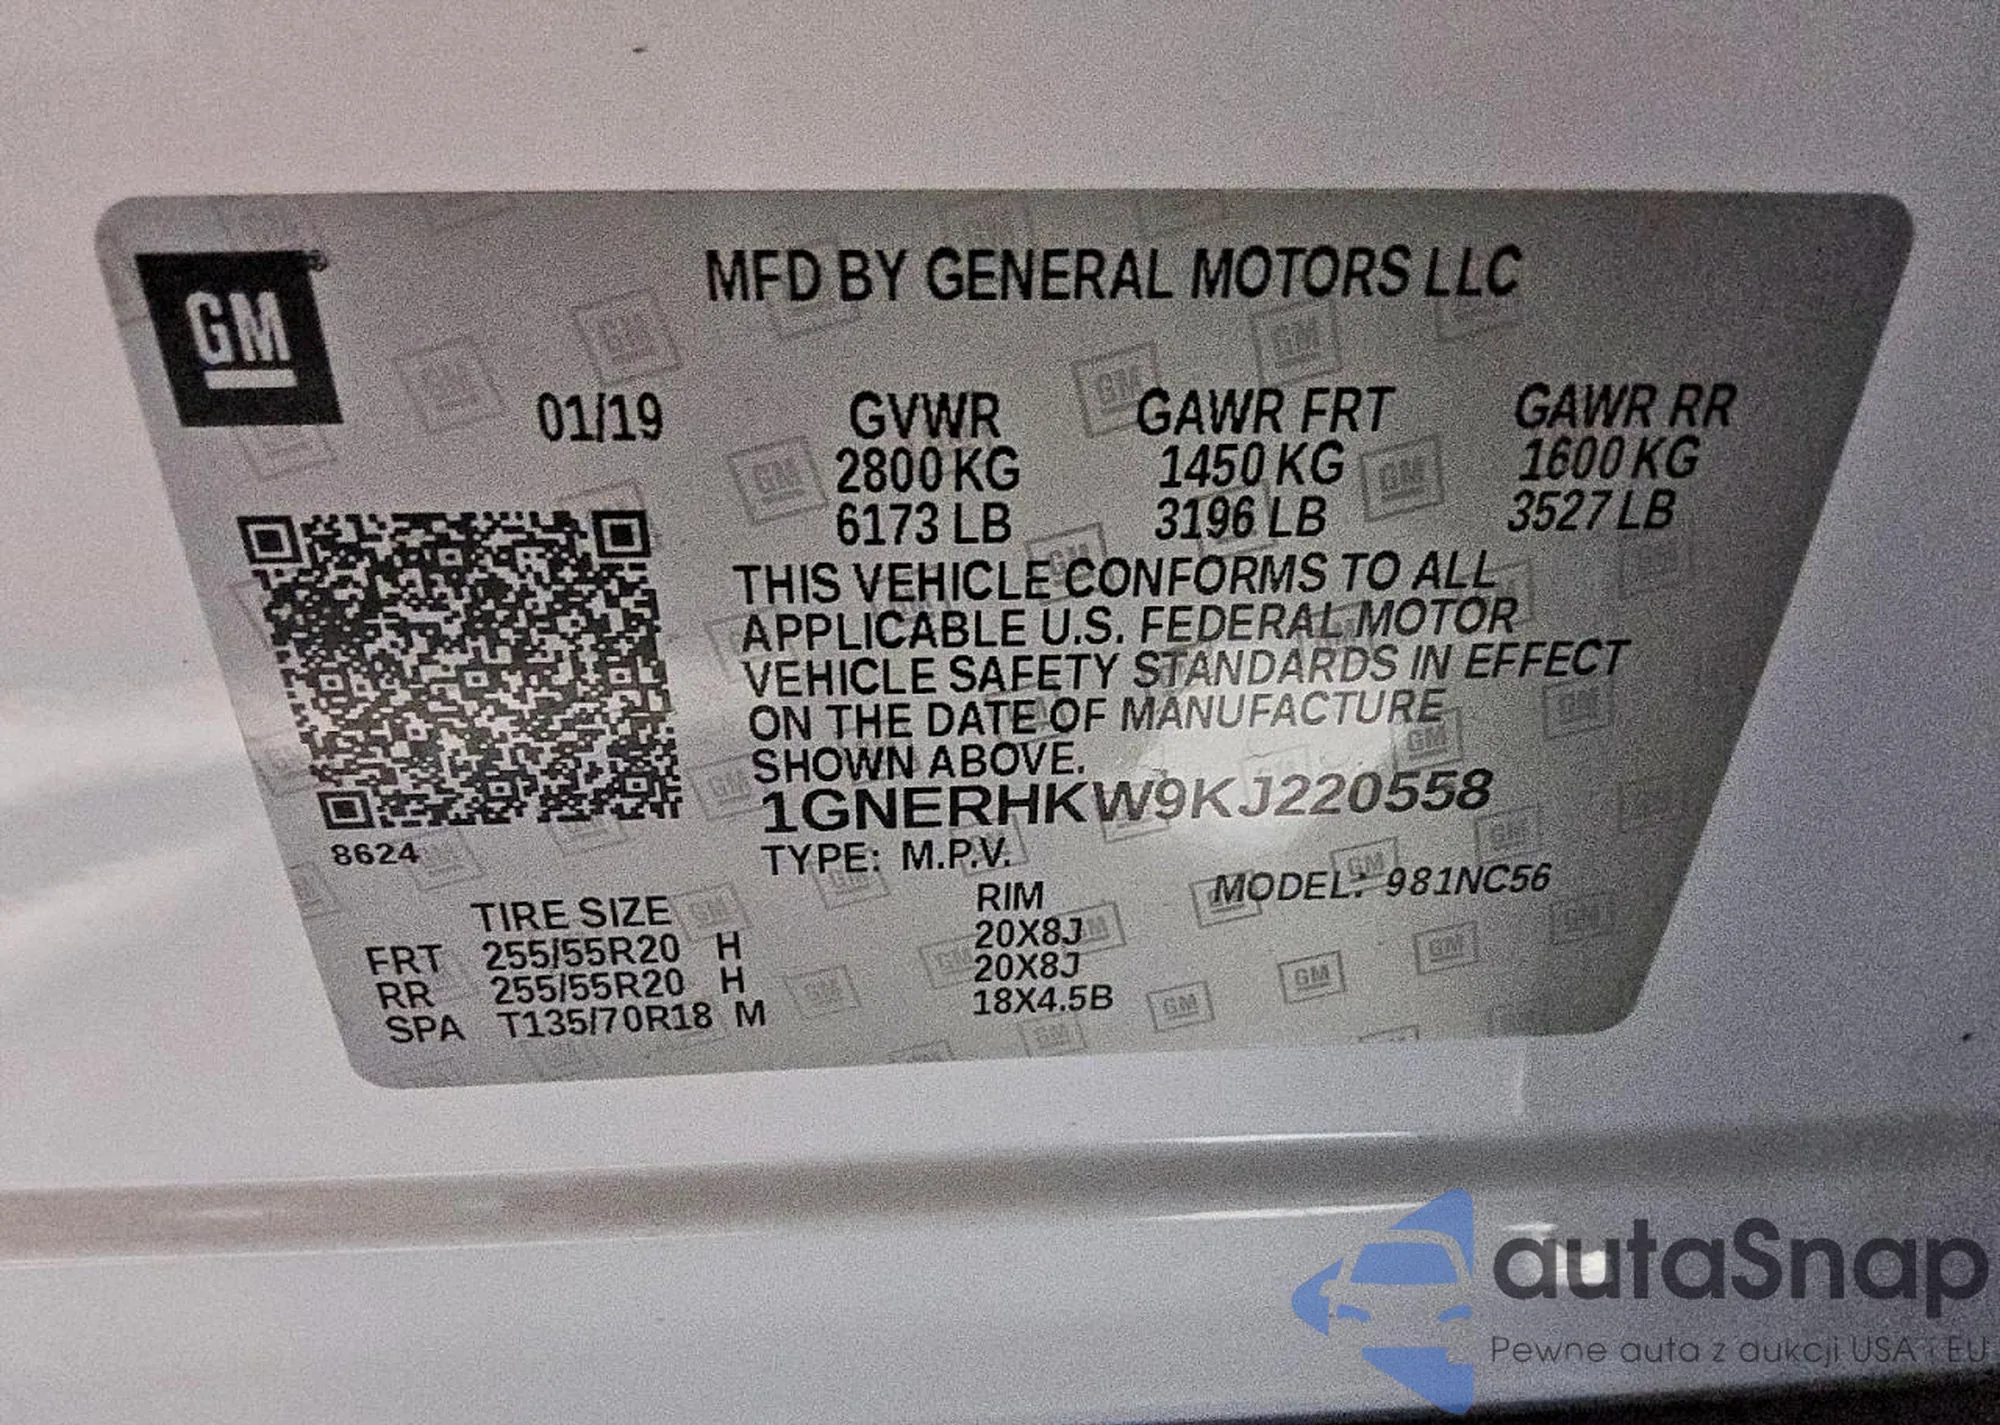 GM
MFD BY GENERAL MOTORS LLC
01/19 GVWR GAWR FRT GAWR RR
2800 KG 1450 KG 1600 KG
6173 LB 3196 LB 3527 LB
THIS VEHICLE CONFORMS TO ALL
APPLICABLE U.S. FEDERAL MOTOR
VEHICLE SAFETY STANDARDS IN EFFECT
ON THE DATE OF MANUFACTURE
SHOWN ABOVE.
1GNERHKW9KJ220558
8624 TYPE: M.P.V. MODEL: 981NC56
TIRE SIZE RIM
FRT 255/55R20 H 20X8J
RR 255/55R20 H 20X8J
SPA T135/70R18 M 18X4.5B
autaSnap
Pewne auta z aukcji USA i EU